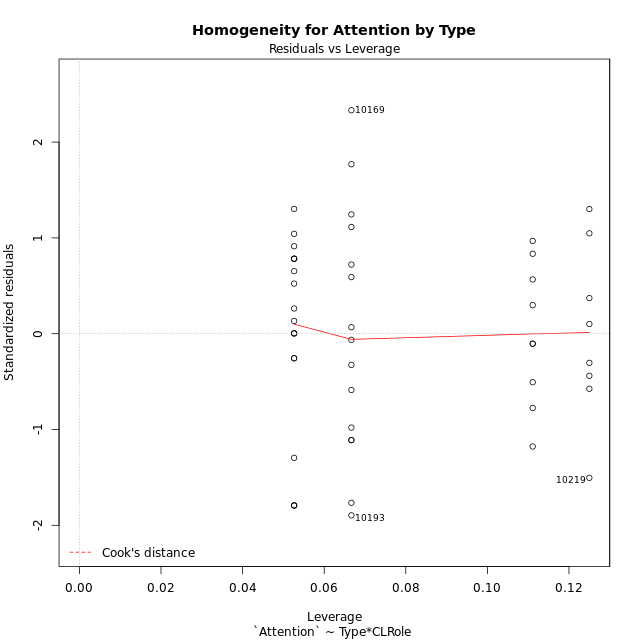 Homogeneity for Attention by Type
Residuals vs Leverage
10169
2
1
0
-1
-2
Standardized residuals
10219
10193
Cook's distance
0.00 0.02 0.04 0.06 0.08 0.10 0.12
Leverage
`Attention` ~ Type*CLRole